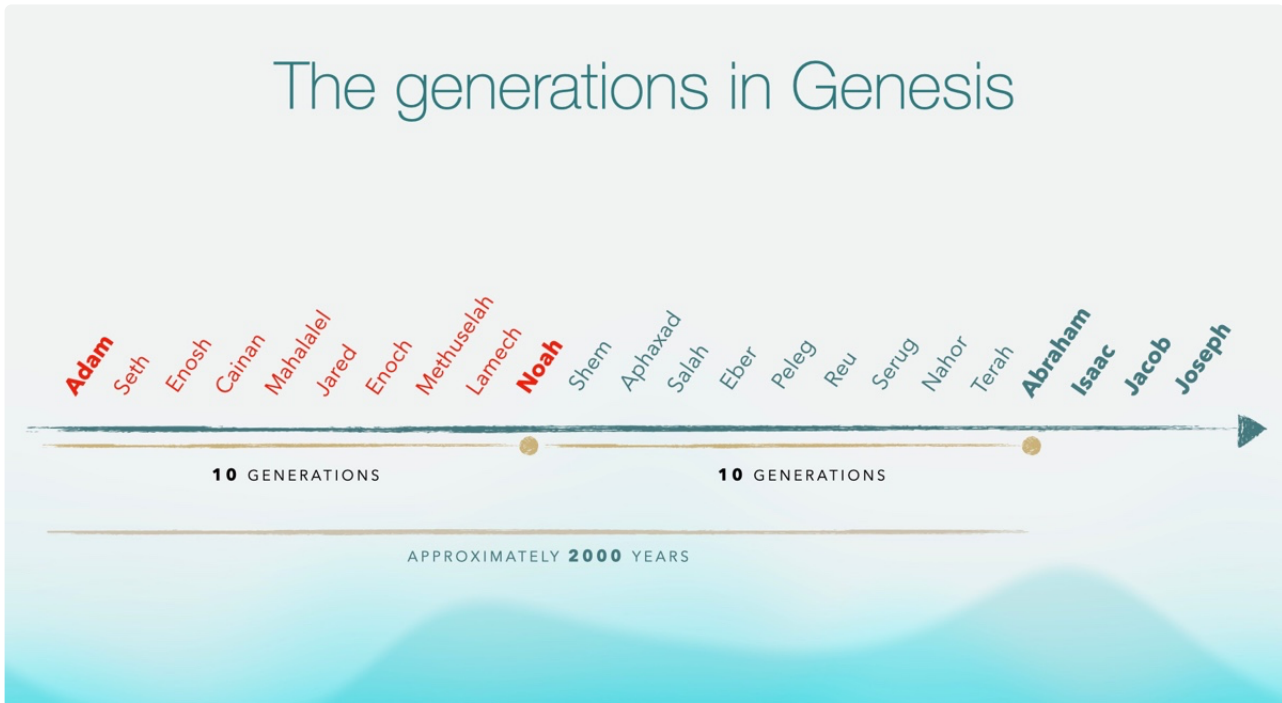 The generations in Genesis
Adam
Seth
Enosh
Cainan
Mahalalel
Jared
Enoch
Methuselah
Lamech
Noah
Shem
Aphaxad
Salah
Eber
Peleg
Reu
Serug
Nahor
Terah
Abraham
Isaac
Jacob
Joseph
10 GENERATIONS
10 GENERATIONS
APPROXIMATELY 2000 YEARS